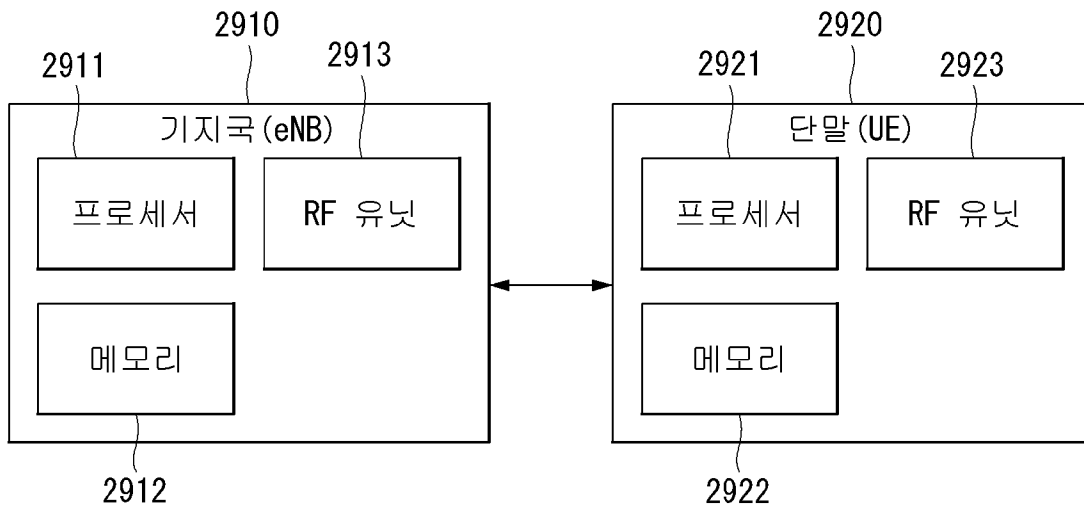 2910
2920
2911
2913
2921
2923
기지국(eNB)
단말(UE)
프로세서
RF 유닛
프로세서
RF 유닛
메모리
메모리
2912
2922